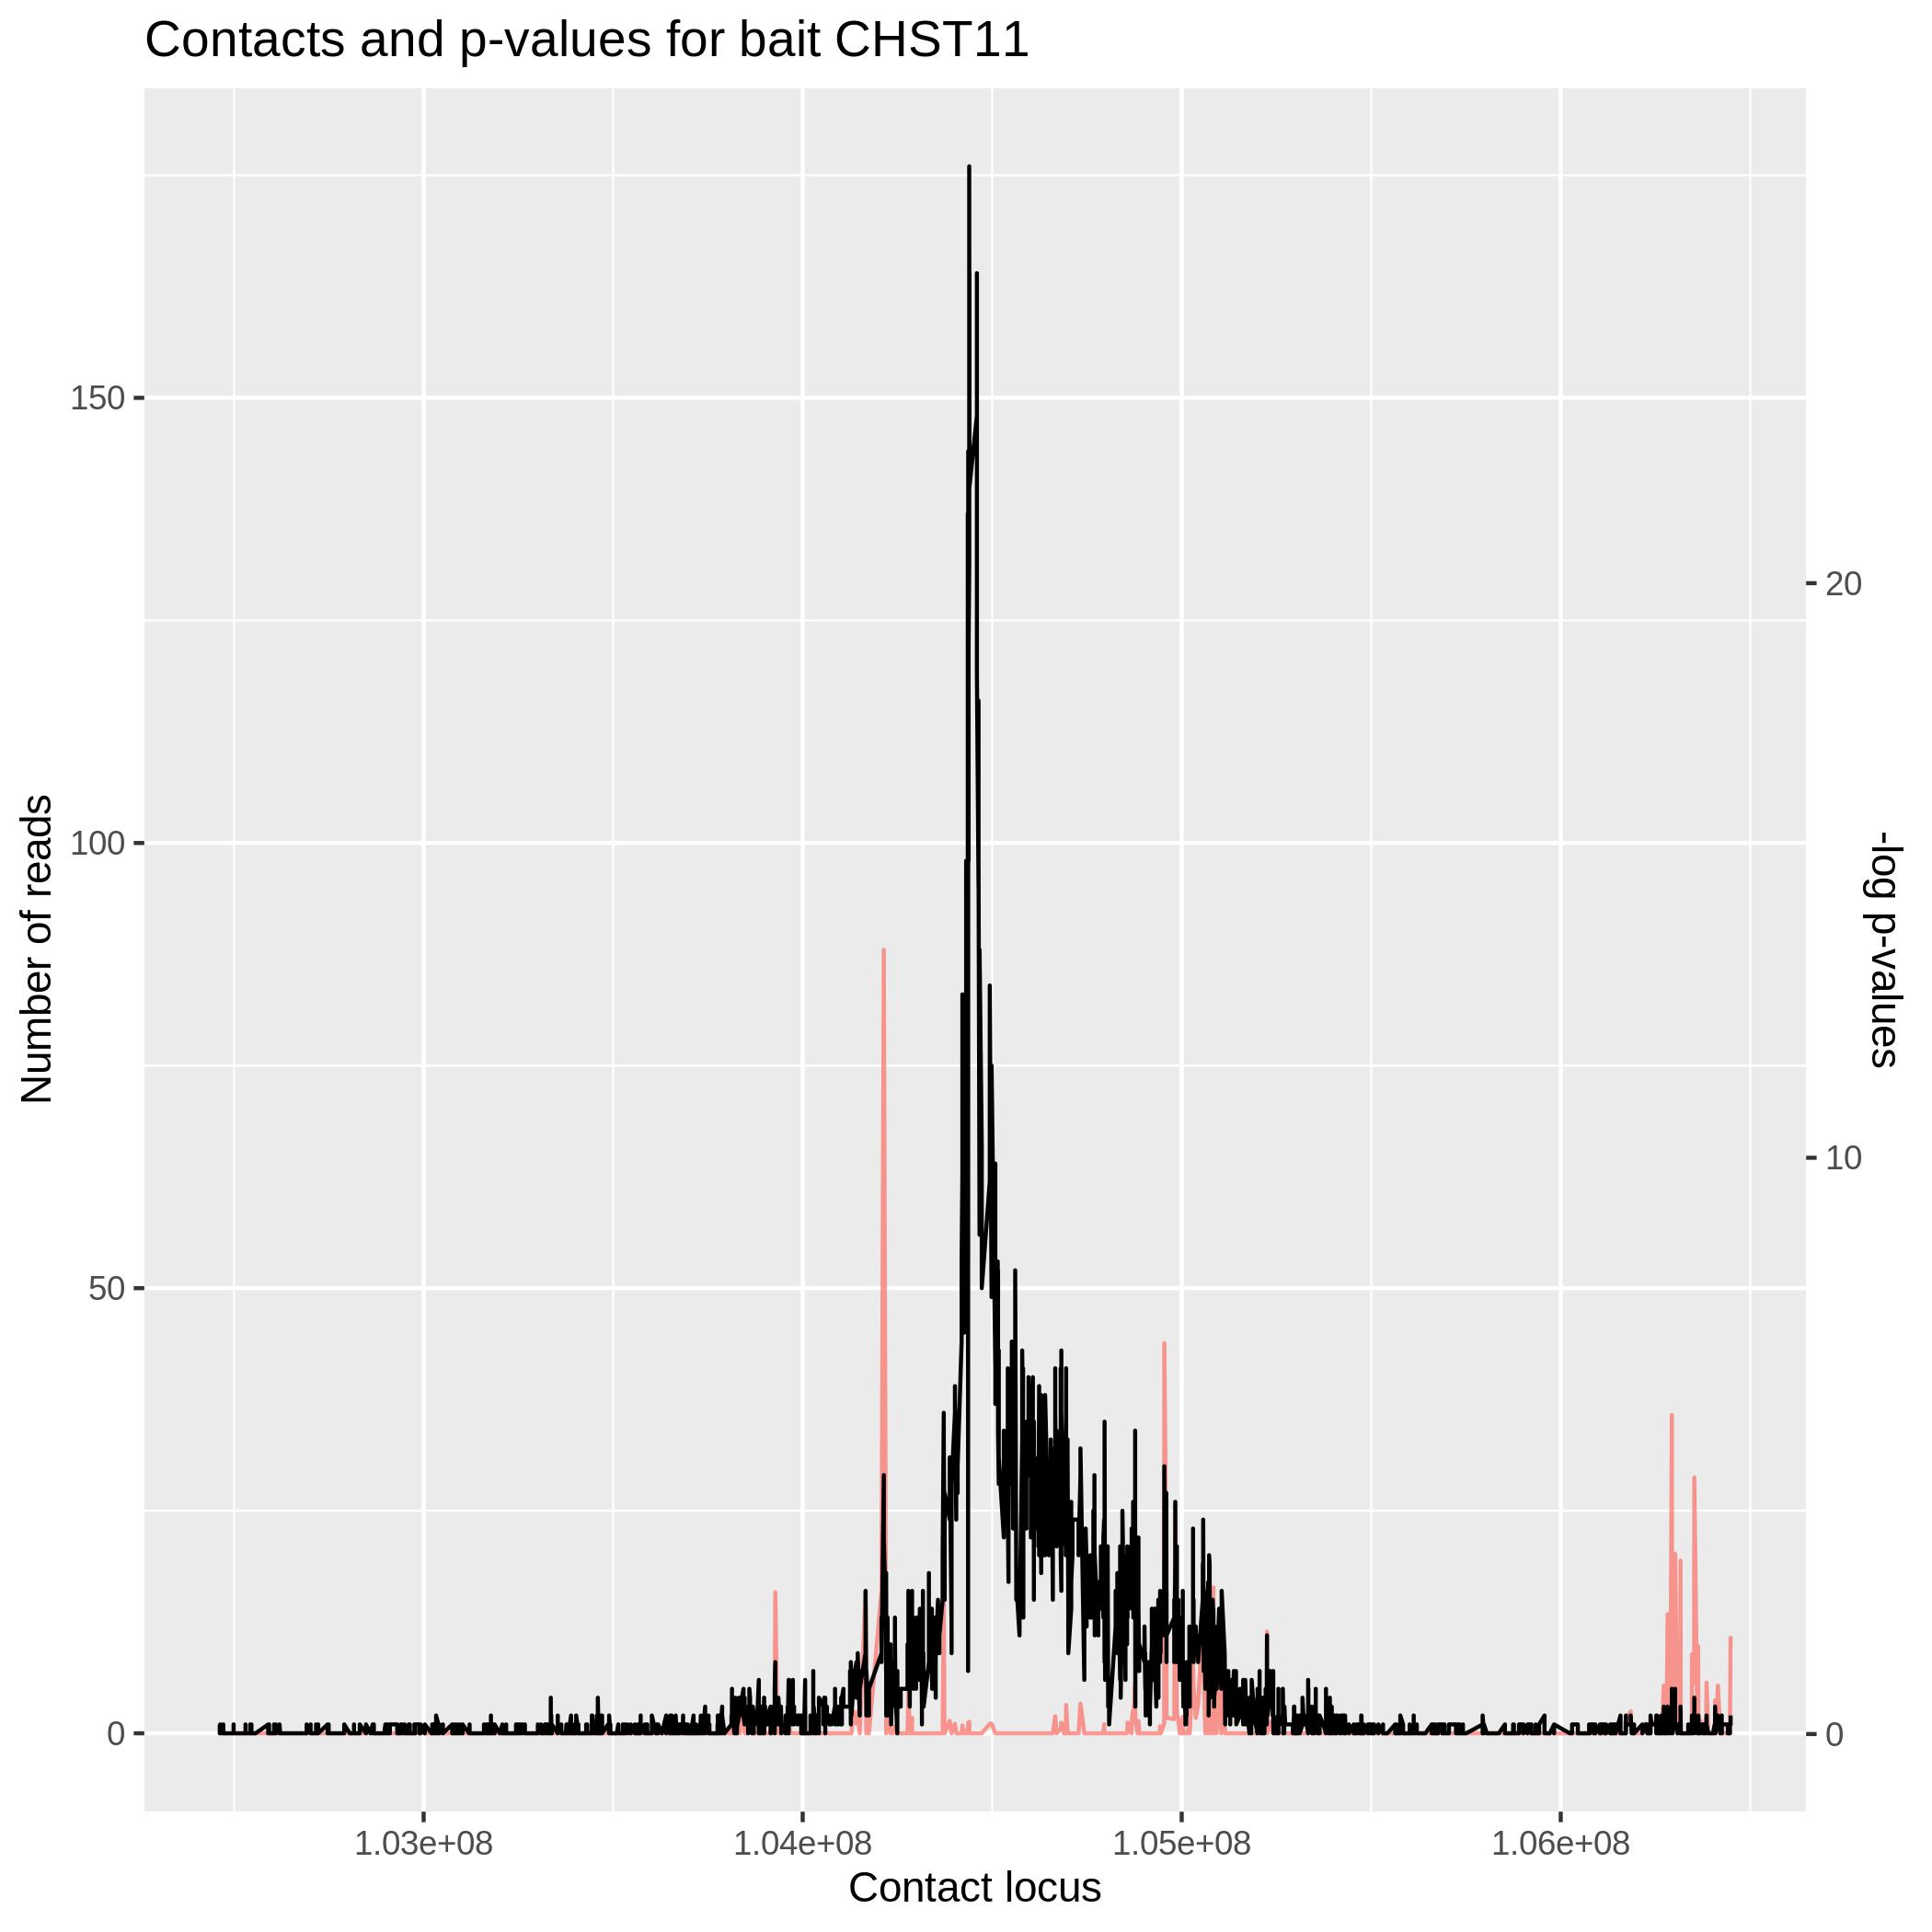 Contacts and p-values for bait CHST11
Number of reads
150
100
50
0
20
10
0
-log p-values
1.03e+08
1.04e+08
1.05e+08
1.06e+08
Contact locus